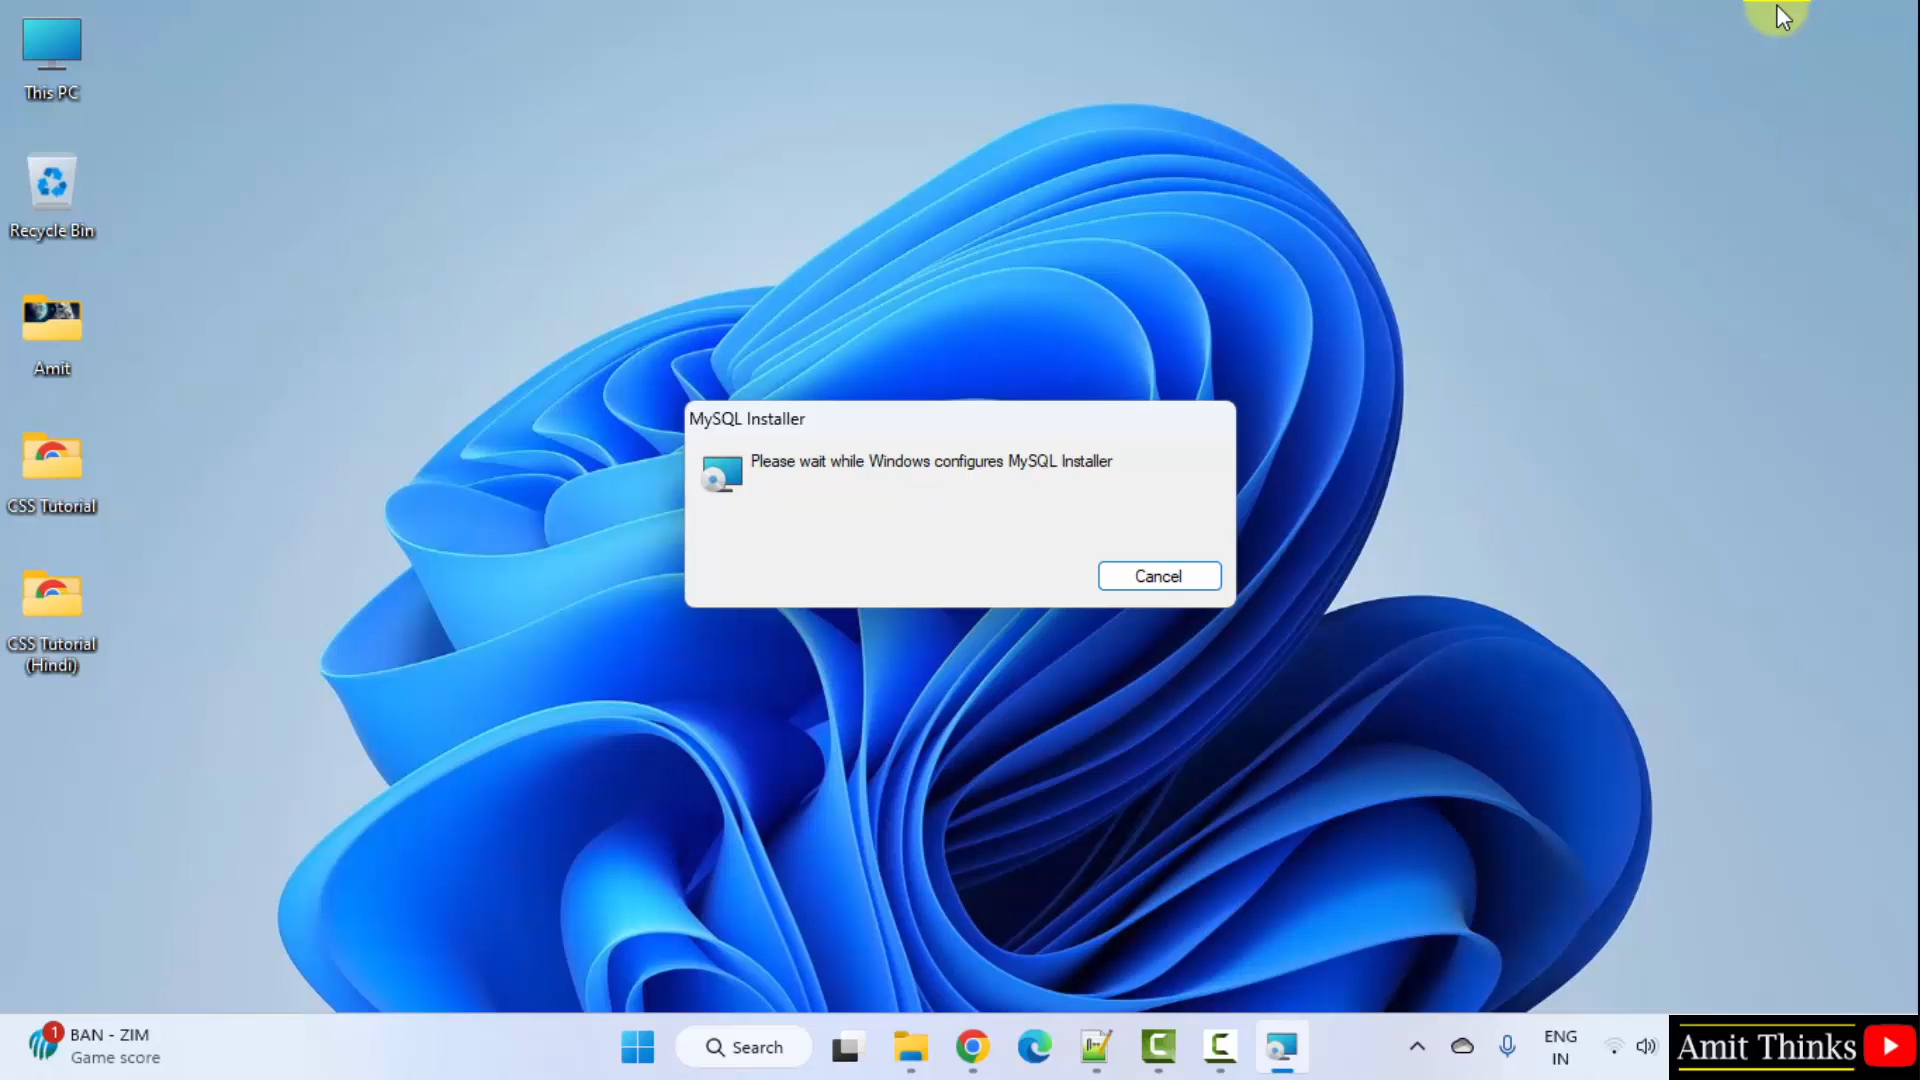 This PC
Recycle Bin
Amit
CSS Tutorial
CSS Tutorial
(Hindi)
MySQL Installer
Please wait while Windows configures MySQL Installer
Cancel
1
BAN - ZIM
Game score
Search
ENG
IN
Amit Thinks